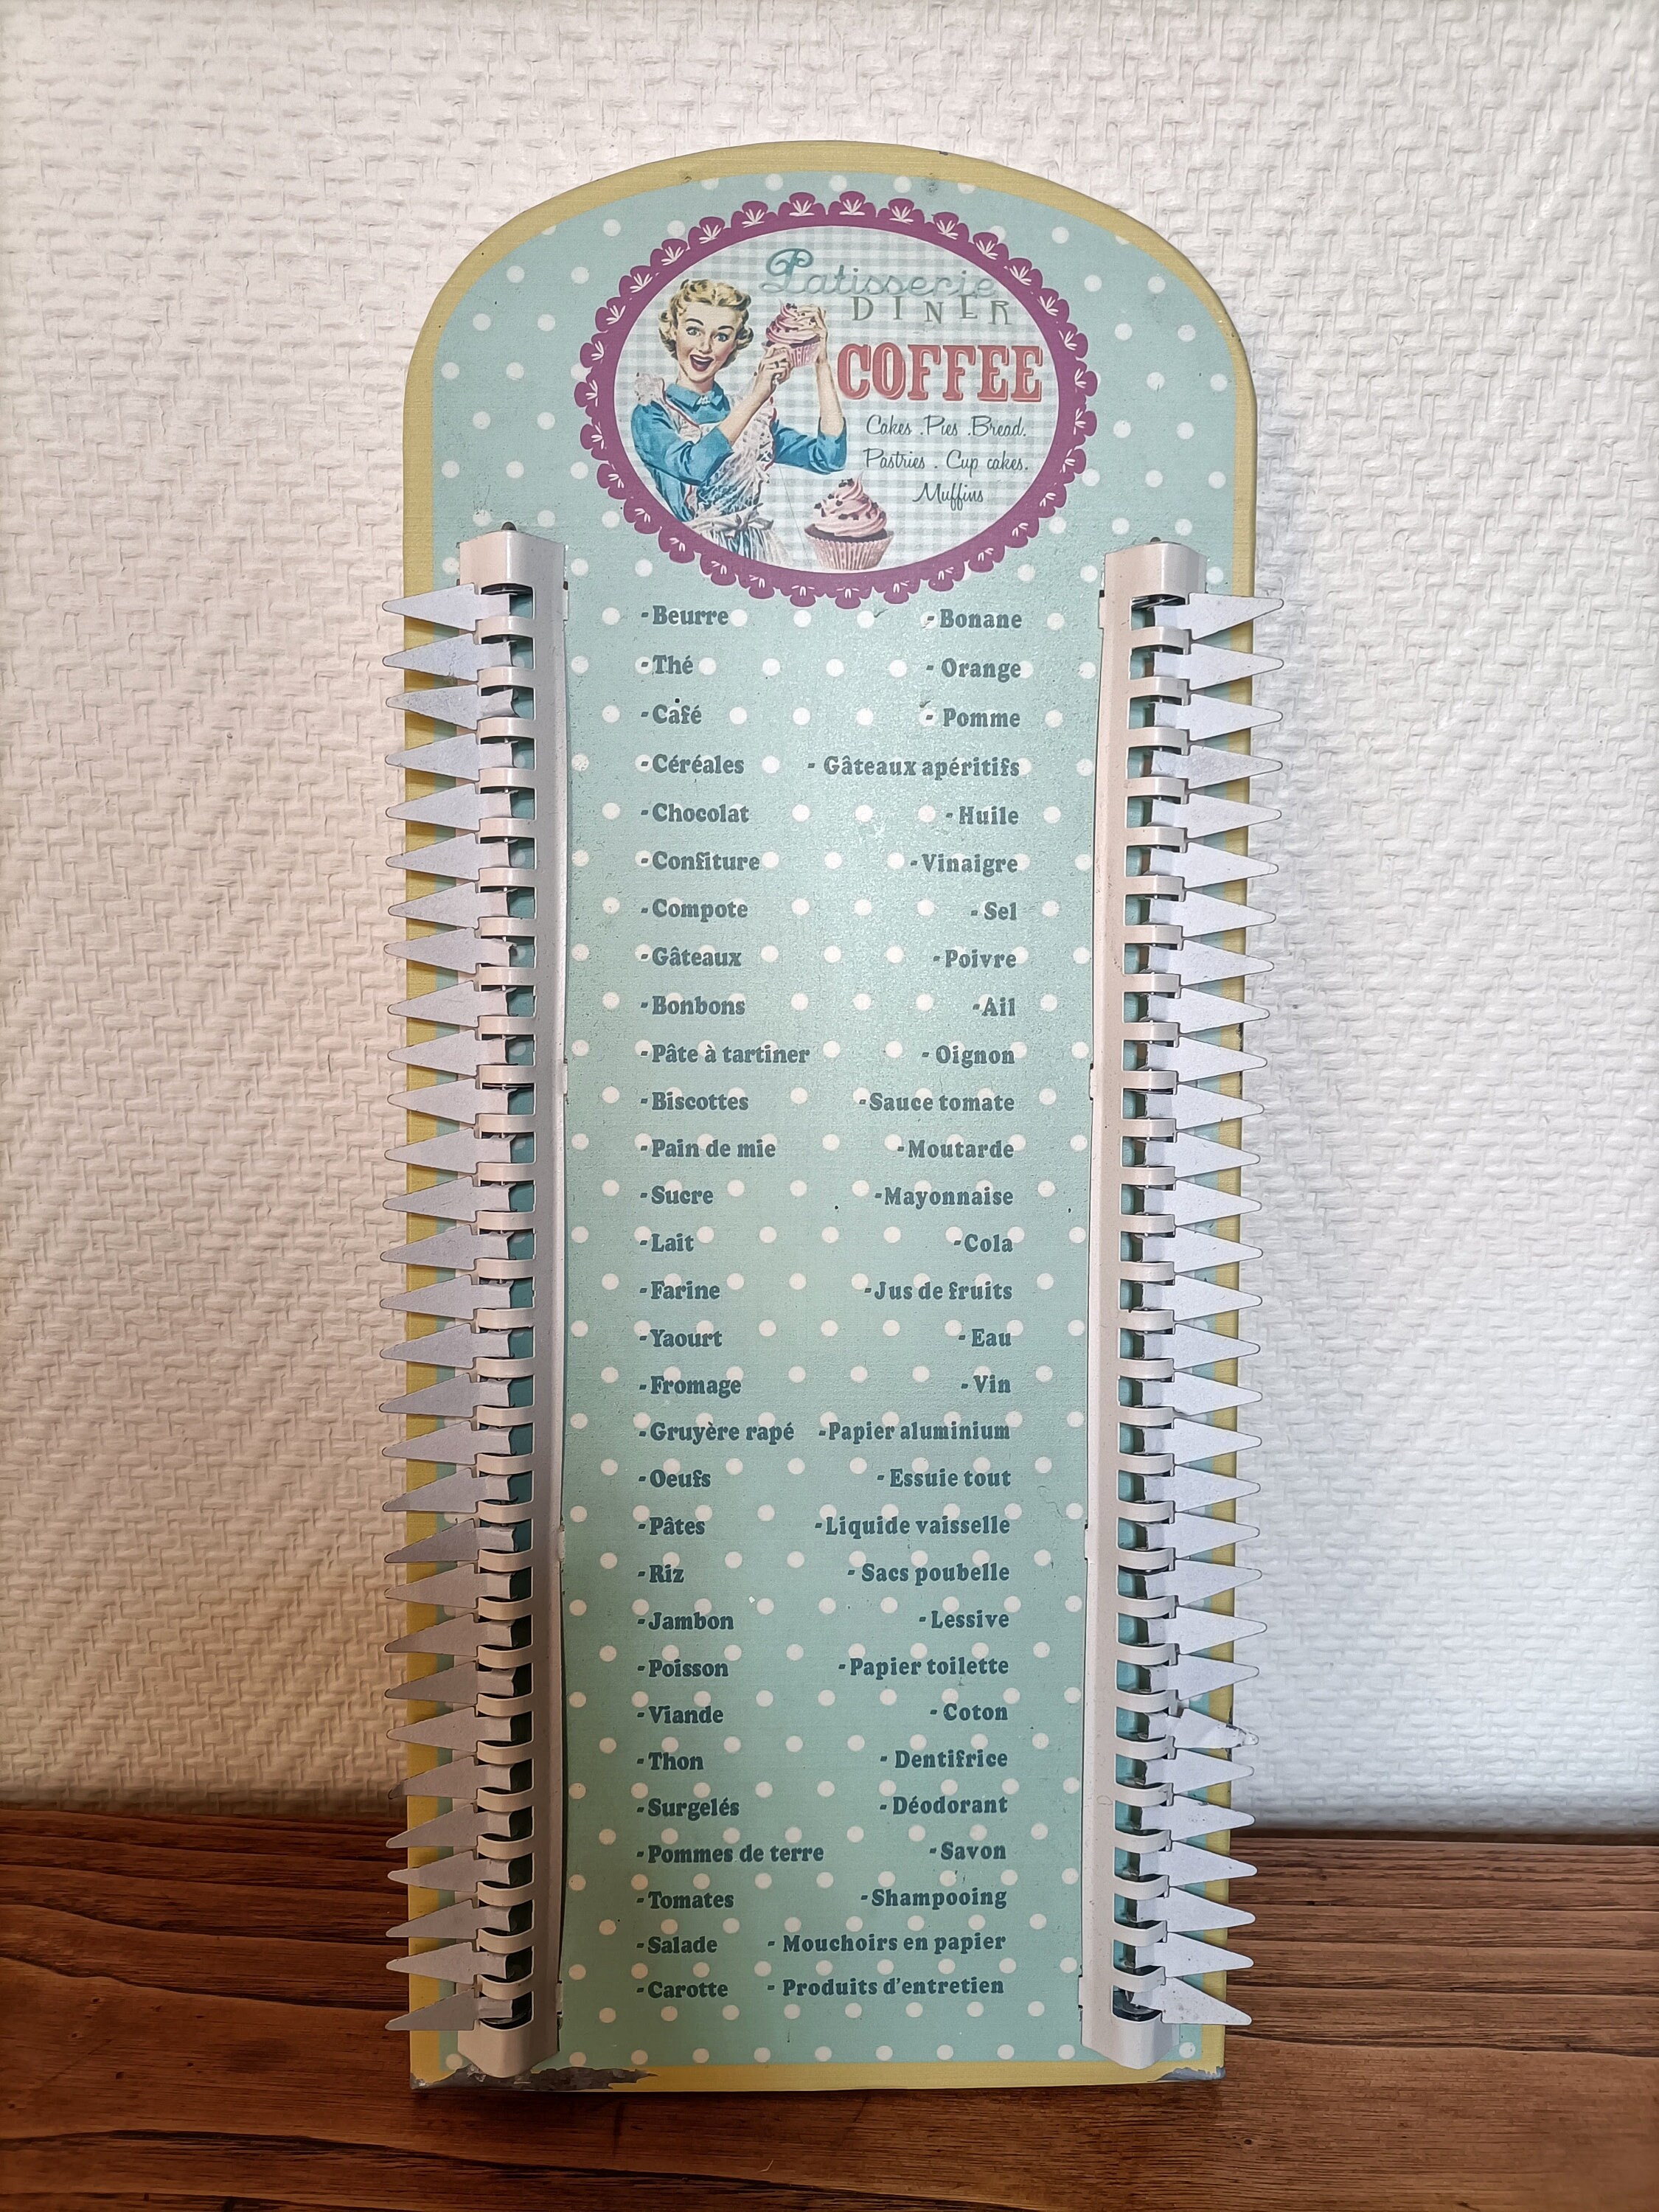 Patisserie
DINER
COFFEE
Cakes .Pies .Bread.
Pastries . Cup cakes.
Muffins
-Beurre
-Thé
-Café
-Céréales
-Chocolat
-Confiture
-Compote
-Gâteaux
-Bonbons
-Pâte à tartiner
-Biscottes
-Pain de mie
-Sucre
-Lait
-Farine
-Yaourt
-Fromage
-Gruyère rapé
-Oeufs
-Pâtes
-Riz
-Jambon
-Poisson
-Viande
-Thon
-Surgelés
-Pommes de terre
-Tomates
-Salade
-Carotte
-Bonane
- Orange
- Pomme
- Gâteaux apéritifs
-Huile
-Vinaigre
-Sel
-Poivre
-Ail
- Oignon
-Sauce tomate
-Moutarde
-Mayonnaise
-Cola
-Jus de fruits
- Eau
- Vin
-Papier aluminium
- Essuie tout
-Liquide vaisselle
- Sacs poubelle
- Lessive
-Papier toilette
- Coton
- Dentifrice
- Déodorant
- Savon
-Shampooing
- Mouchoirs en papier
- Produits d'entretien